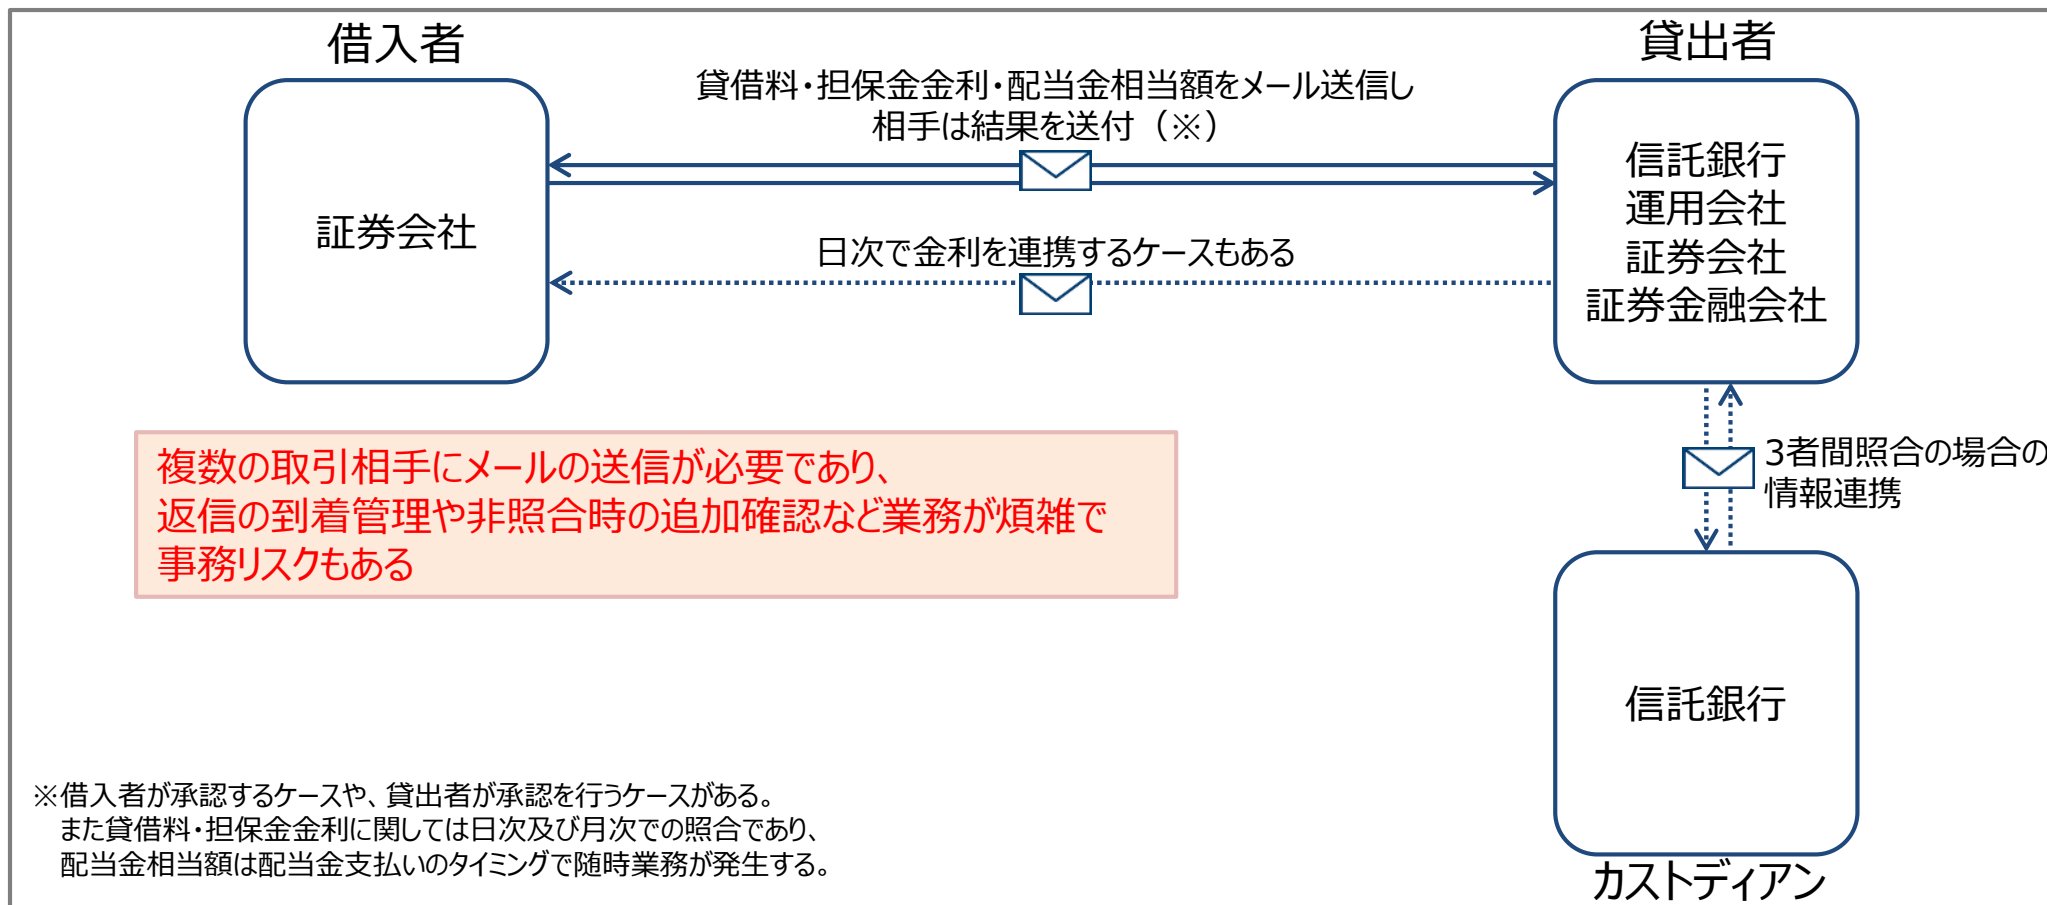 借入者
貸出者
貸借料・担保金金利・配当金相当額をメール送信し
相手は結果を送付（※）
証券会社
信託銀行
運用会社
証券会社
証券金融会社
日次で金利を連携するケースもある
複数の取引相手にメールの送信が必要であり、
返信の到着管理や非照合時の追加確認など業務が煩雑で
事務リスクもある
3者間照合の場合の
情報連携
信託銀行
カストディアン
※借入者が承認するケースや、貸出者が承認を行うケースがある。
また貸借料・担保金金利に関しては日次及び月次での照合であり、
配当金相当額は配当金支払いのタイミングで随時業務が発生する。